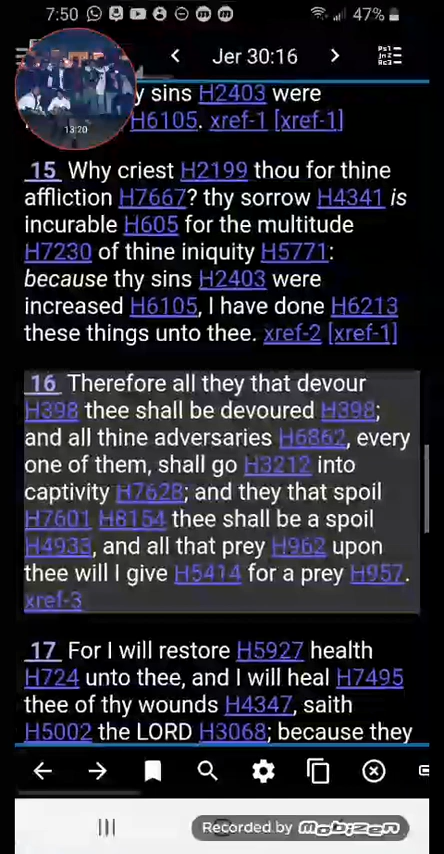 7:50 47%
Jer 30:16
13:20
y sins H2403 were
H6105. xref-1 [xref-1]
15 Why criest H2199 thou for thine
affliction H7667? thy sorrow H4341 is
incurable H605 for the multitude
H7230 of thine iniquity H5771:
because thy sins H2403 were
increased H6105, I have done H6213
these things unto thee. xref-2 [xref-1]
16 Therefore all they that devour
H398 thee shall be devoured H398;
and all thine adversaries H6862, every
one of them, shall go H3212 into
captivity H7628; and they that spoil
H7601 H8154 thee shall be a spoil
H4933, and all that prey H962 upon
thee will I give H5414 for a prey H957.
xref-3
17 For I will restore H5927 health
H724 unto thee, and I will heal H7495
thee of thy wounds H4347, saith
H5002 the LORD H3068; because they
Recorded by mobizen